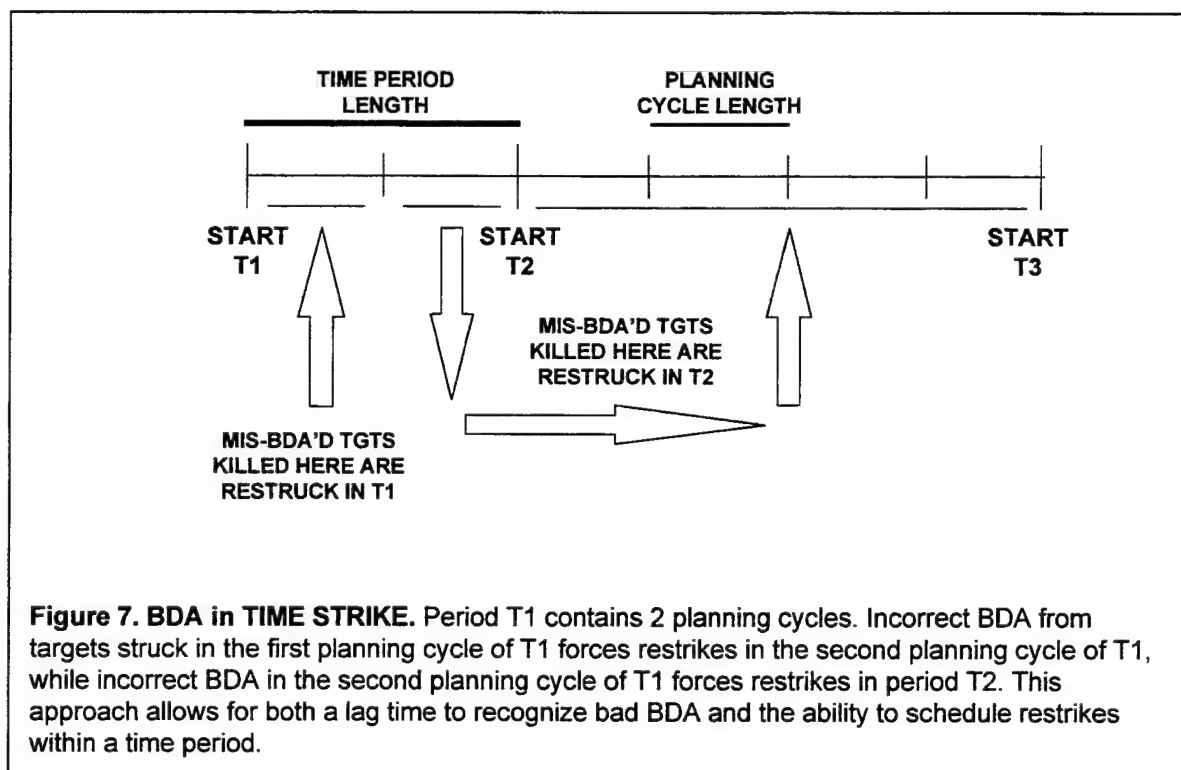 TIME PERIOD
LENGTH
PLANNING
CYCLE LENGTH
START
T1
START
T2
START
T3
MIS-BDA'D TGTS
KILLED HERE ARE
RESTRUCK IN T2
MIS-BDA'D TGTS
KILLED HERE ARE
RESTRUCK IN T1
Figure 7. BDA in TIME STRIKE. Period T1 contains 2 planning cycles. Incorrect BDA from
targets struck in the first planning cycle of T1 forces restrikes in the second planning cycle of T1,
while incorrect BDA in the second planning cycle of T1 forces restrikes in period T2. This
approach allows for both a lag time to recognize bad BDA and the ability to schedule restrikes
within a time period.